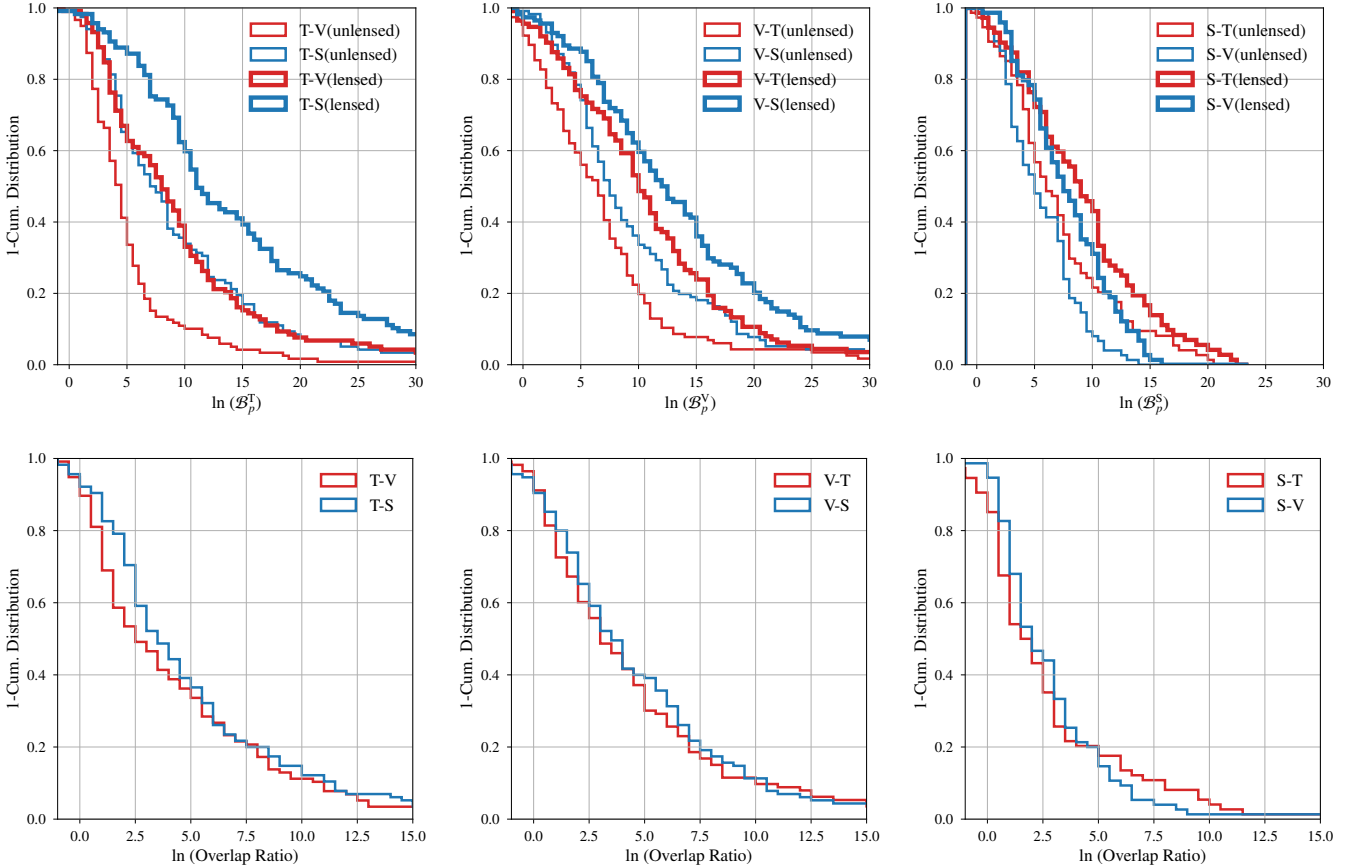 1.0
0.8
0.6
0.4
0.2
0.0
1-Cum. Distribution
T-V(unlensed)
T-S(unlensed)
T-V(lensed)
T-S(lensed)
0 5 10 15 20 25 30
ln (ℬ_p^T)
1.0
0.8
0.6
0.4
0.2
0.0
1-Cum. Distribution
V-T(unlensed)
V-S(unlensed)
V-T(lensed)
V-S(lensed)
0 5 10 15 20 25 30
ln (ℬ_p^V)
1.0
0.8
0.6
0.4
0.2
0.0
1-Cum. Distribution
S-T(unlensed)
S-V(unlensed)
S-T(lensed)
S-V(lensed)
0 5 10 15 20 25 30
ln (ℬ_p^S)
1.0
0.8
0.6
0.4
0.2
0.0
1-Cum. Distribution
T-V
T-S
0.0 2.5 5.0 7.5 10.0 12.5 15.0
ln (Overlap Ratio)
1.0
0.8
0.6
0.4
0.2
0.0
1-Cum. Distribution
V-T
V-S
0.0 2.5 5.0 7.5 10.0 12.5 15.0
ln (Overlap Ratio)
1.0
0.8
0.6
0.4
0.2
0.0
1-Cum. Distribution
S-T
S-V
0.0 2.5 5.0 7.5 10.0 12.5 15.0
ln (Overlap Ratio)